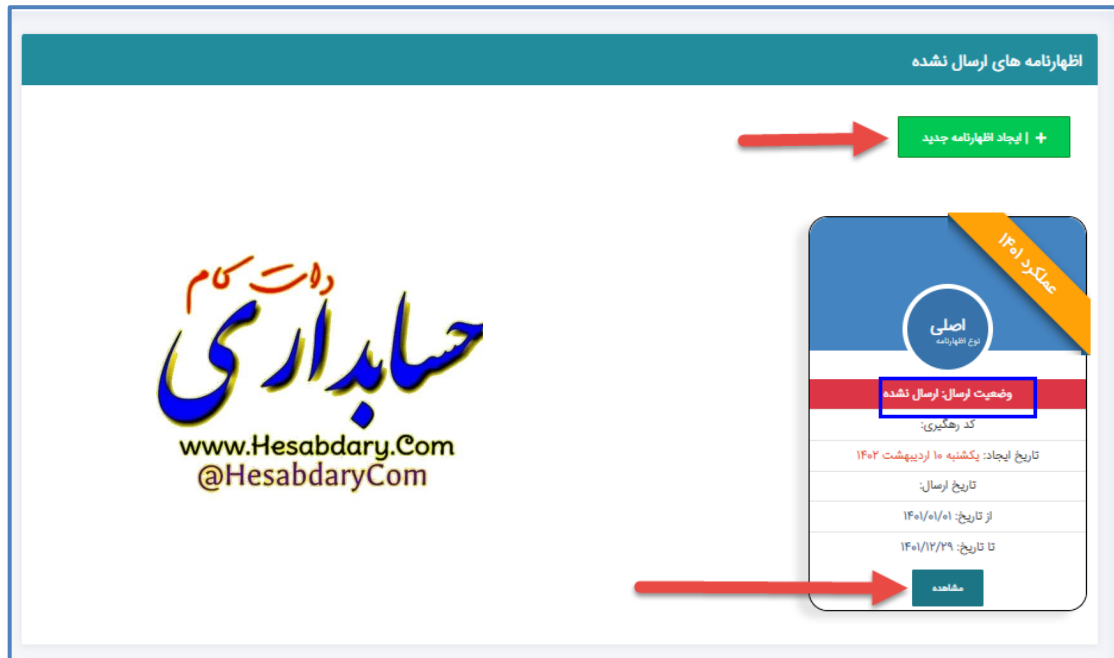 اظهارنامه های ارسال نشده
+ | ایجاد اظهارنامه جدید
عملکرد ۱۴۰۱
اصلی
نوع اظهارنامه
وضعیت ارسال: ارسال نشده
کد رهگیری:
تاریخ ایجاد: یکشنبه ۱۰ اردیبهشت ۱۴۰۲
تاریخ ارسال:
از تاریخ: ۱۴۰۱/۰۱/۰۱
تا تاریخ: ۱۴۰۱/۱۲/۲۹
مشاهده
دات کام
حسابداری
www.Hesabdary.Com
@HesabdaryCom